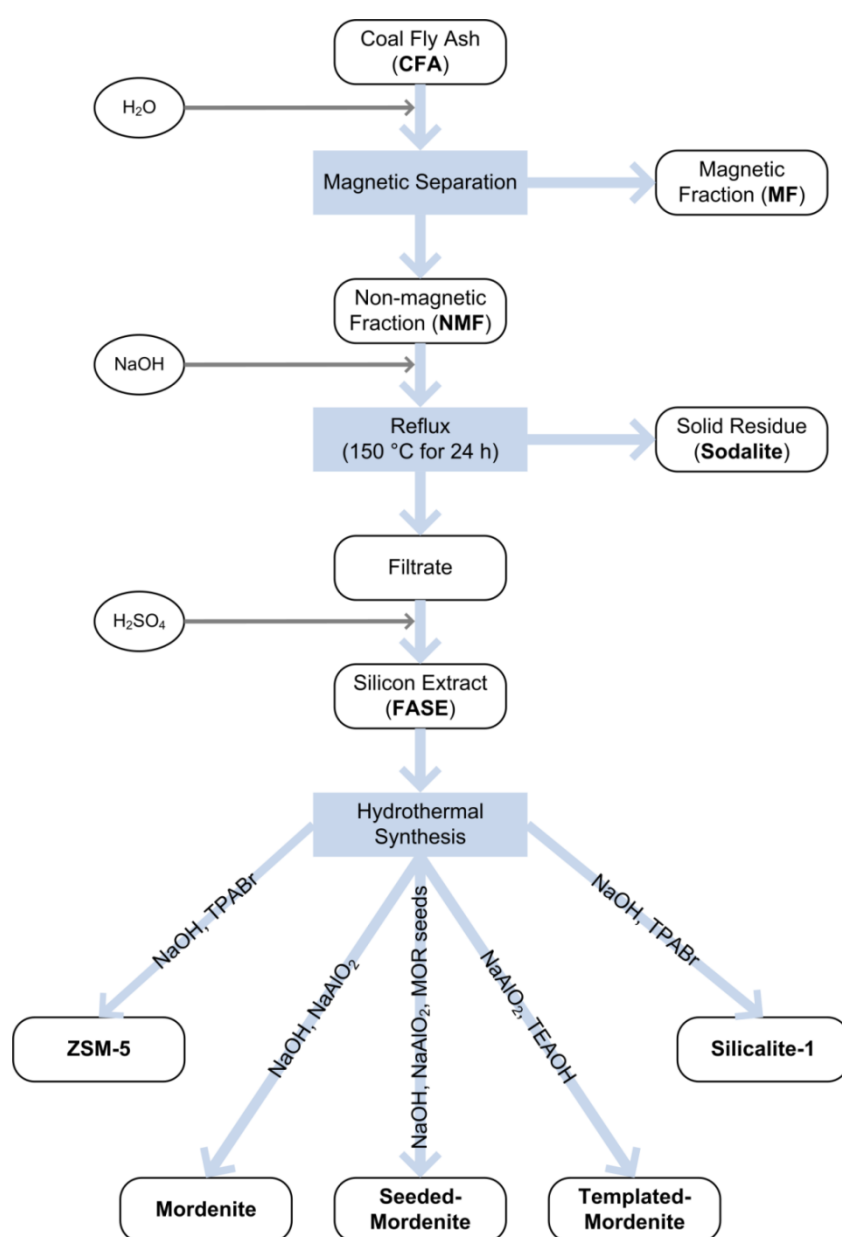 Coal Fly Ash
(CFA)
H₂O
Magnetic Separation
Magnetic
Fraction (MF)
Non-magnetic
Fraction (NMF)
NaOH
Reflux
(150 °C for 24 h)
Solid Residue
(Sodalite)
Filtrate
H₂SO₄
Silicon Extract
(FASE)
Hydrothermal
Synthesis
NaOH, TPABr
NaOH, NaAlO₂
NaOH, NaAlO₂, MOR seeds
NaAlO₂, TEAOH
NaOH, TPABr
ZSM-5
Silicalite-1
Mordenite
Seeded-
Mordenite
Templated-
Mordenite